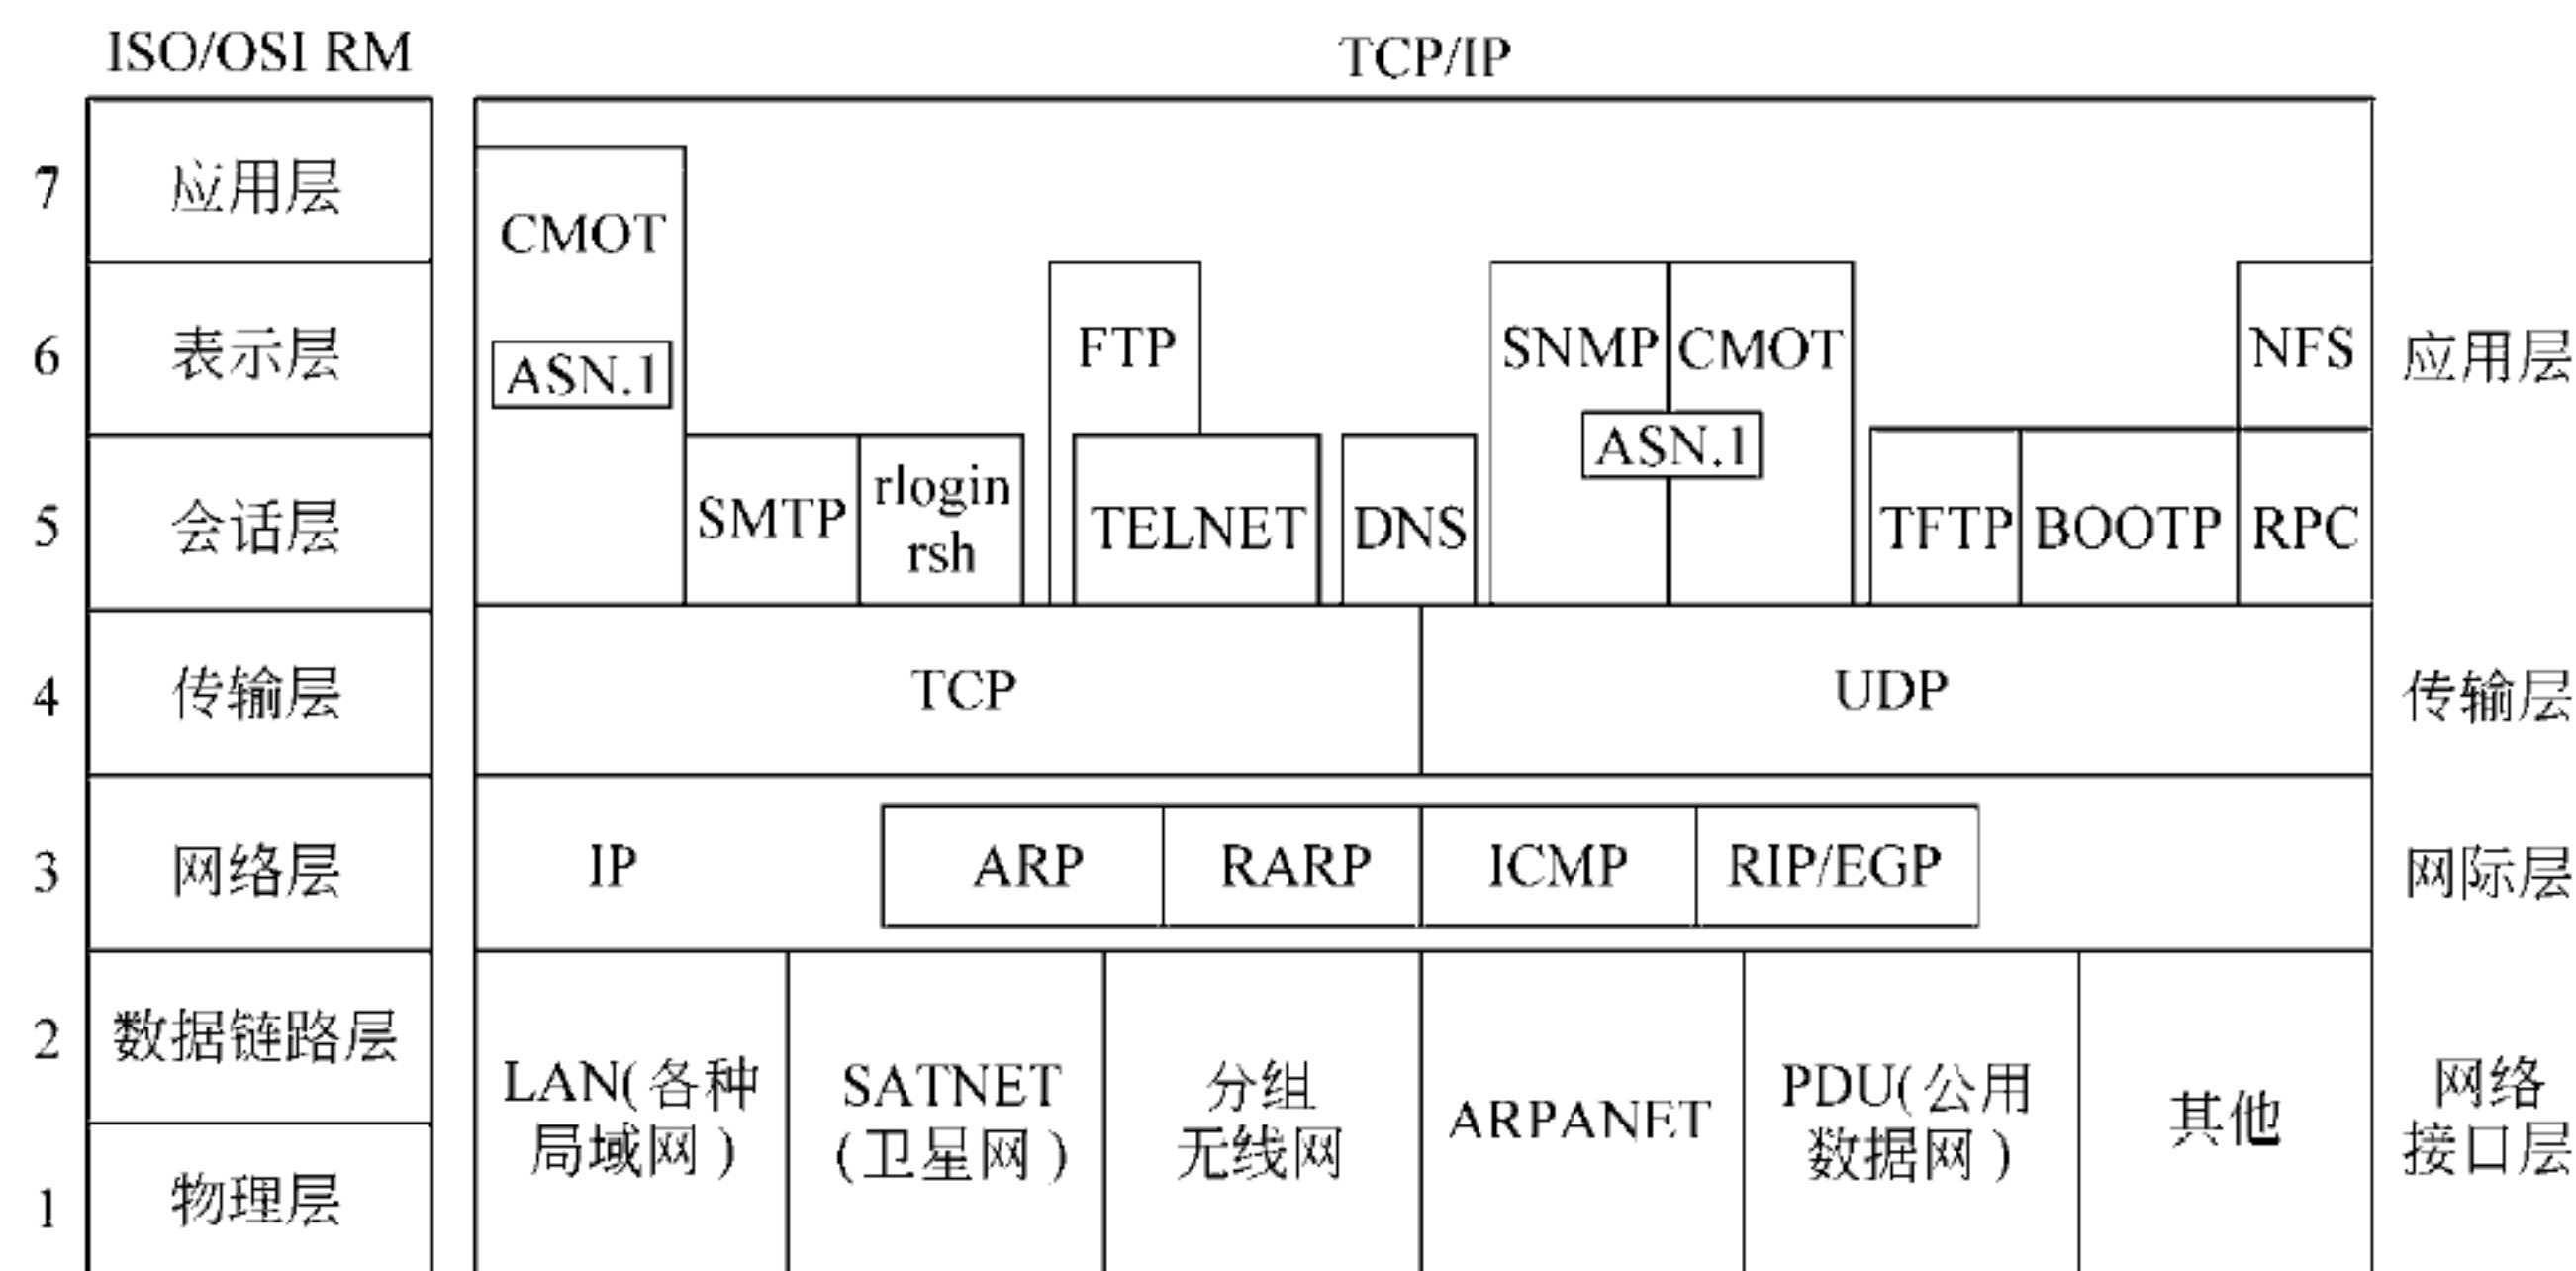 ISO/OSI RM
TCP/IP
7
应用层
CMOT
6
表示层
ASN.1
FTP
SNMP
CMOT
ASN.1
NFS
应用层
5
会话层
SMTP
rlogin
rsh
TELNET
DNS
TFTP
BOOTP
RPC
4
传输层
TCP
UDP
传输层
3
网络层
IP
ARP
RARP
ICMP
RIP/EGP
网际层
2
数据链路层
1
物理层
LAN(各种
局域网)
SATNET
(卫星网)
分组
无线网
ARPANET
PDU(公用
数据网)
其他
网络
接口层